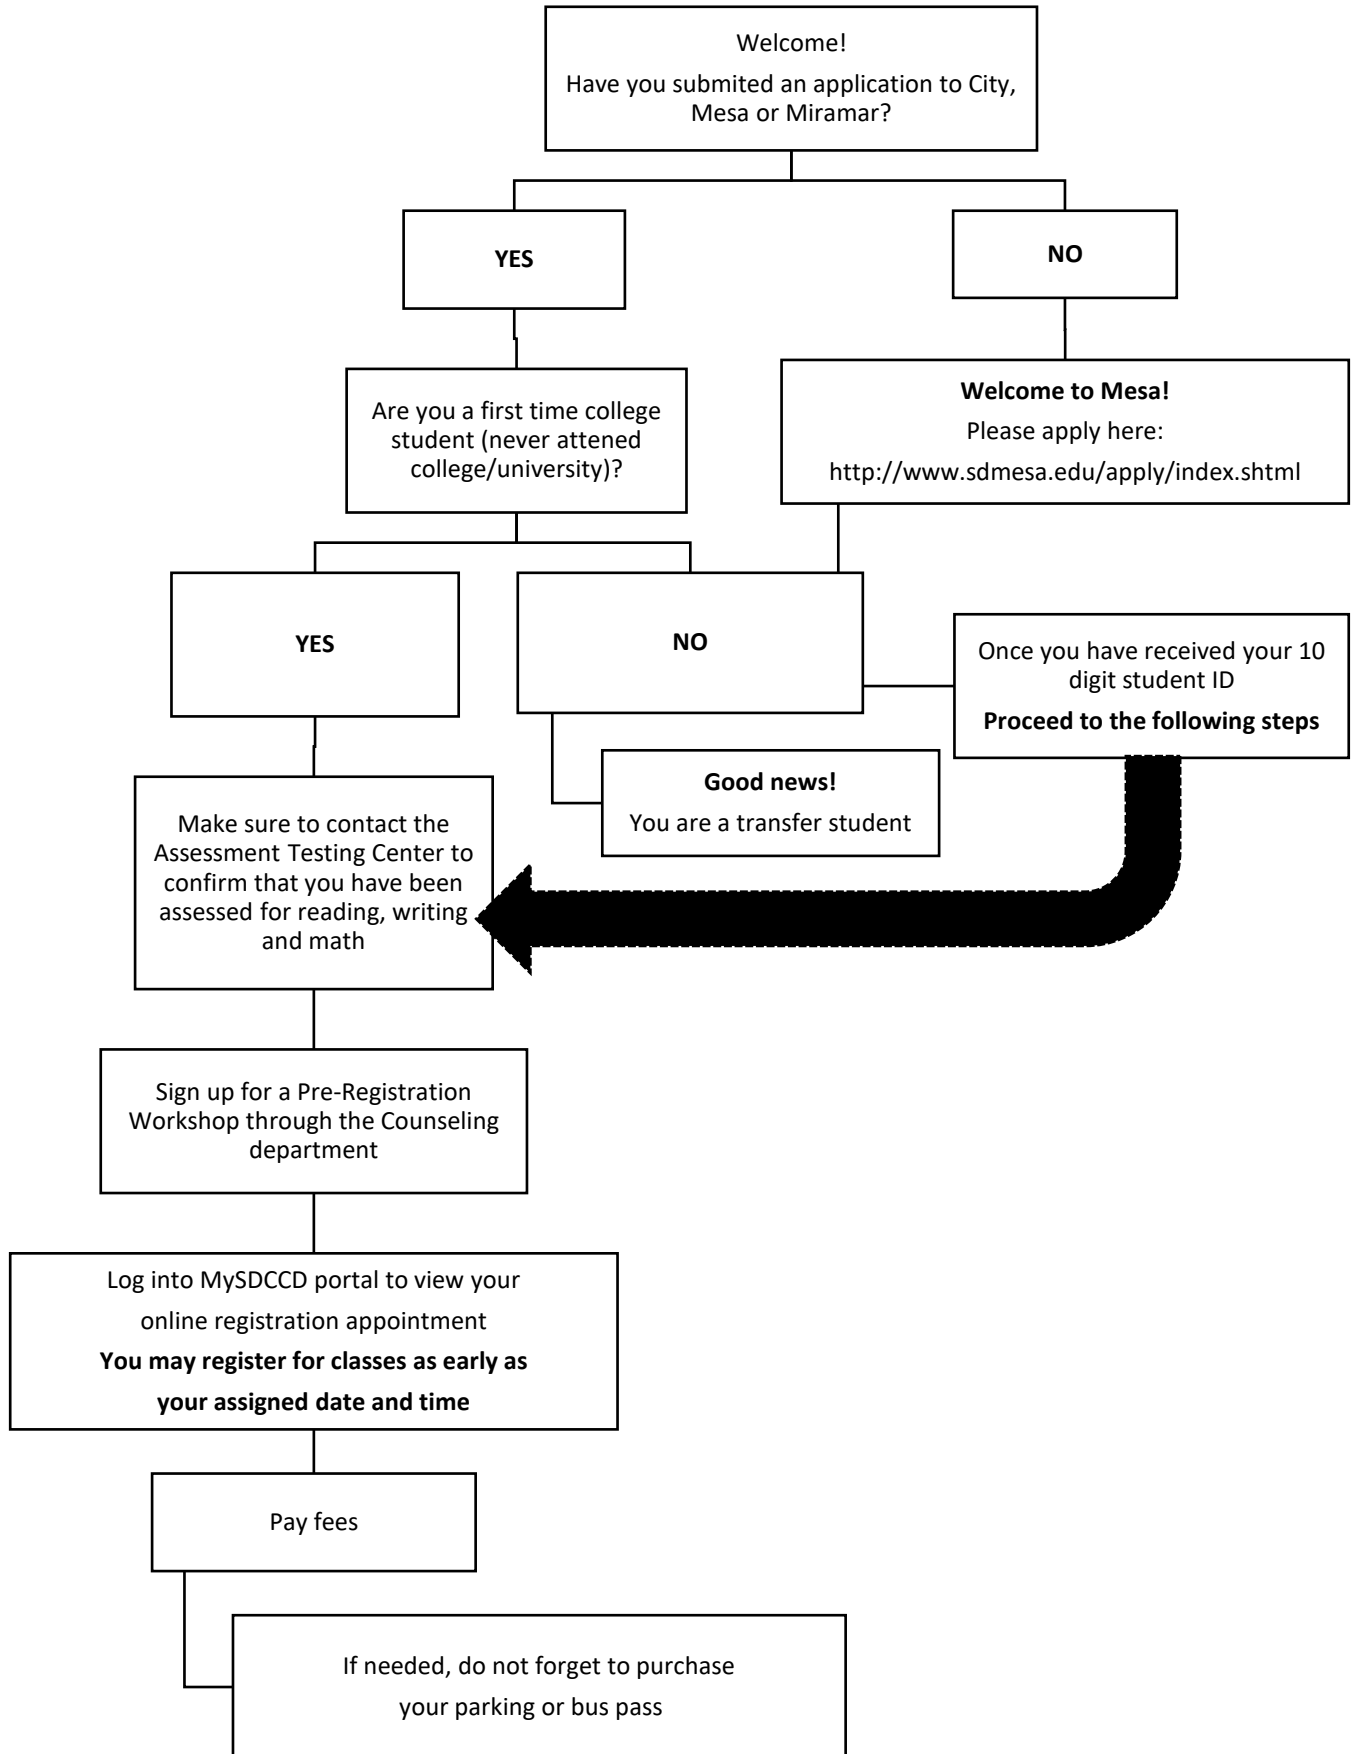 Welcome!
Have you submited an application to City,
Mesa or Miramar?
YES
NO
Are you a first time college
student (never attened
college/university)?
Welcome to Mesa!
Please apply here:
http://www.sdmesa.edu/apply/index.shtml
YES
NO
Once you have received your 10
digit student ID
Proceed to the following steps
Good news!
You are a transfer student
Make sure to contact the
Assessment Testing Center to
confirm that you have been
assessed for reading, writing
and math
Sign up for a Pre-Registration
Workshop through the Counseling
department
Log into MySDCCD portal to view your
online registration appointment
You may register for classes as early as
your assigned date and time
Pay fees
If needed, do not forget to purchase
your parking or bus pass